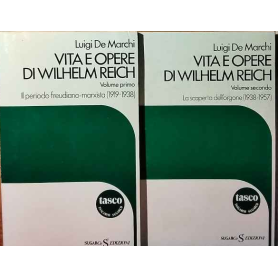 Luigi De Marchi
VITA E OPERE
DI WILHELM REICH
Volume primo
Il periodo freudiano-marxista (1919-1938)
tasco
SUGARCO EDIZIONI
Luigi De Marchi
VITA E OPERE
DI WILHELM REICH
Volume secondo
La scoperta dell'orgone (1938-1957)
tasco
SUGARCO EDIZIONI